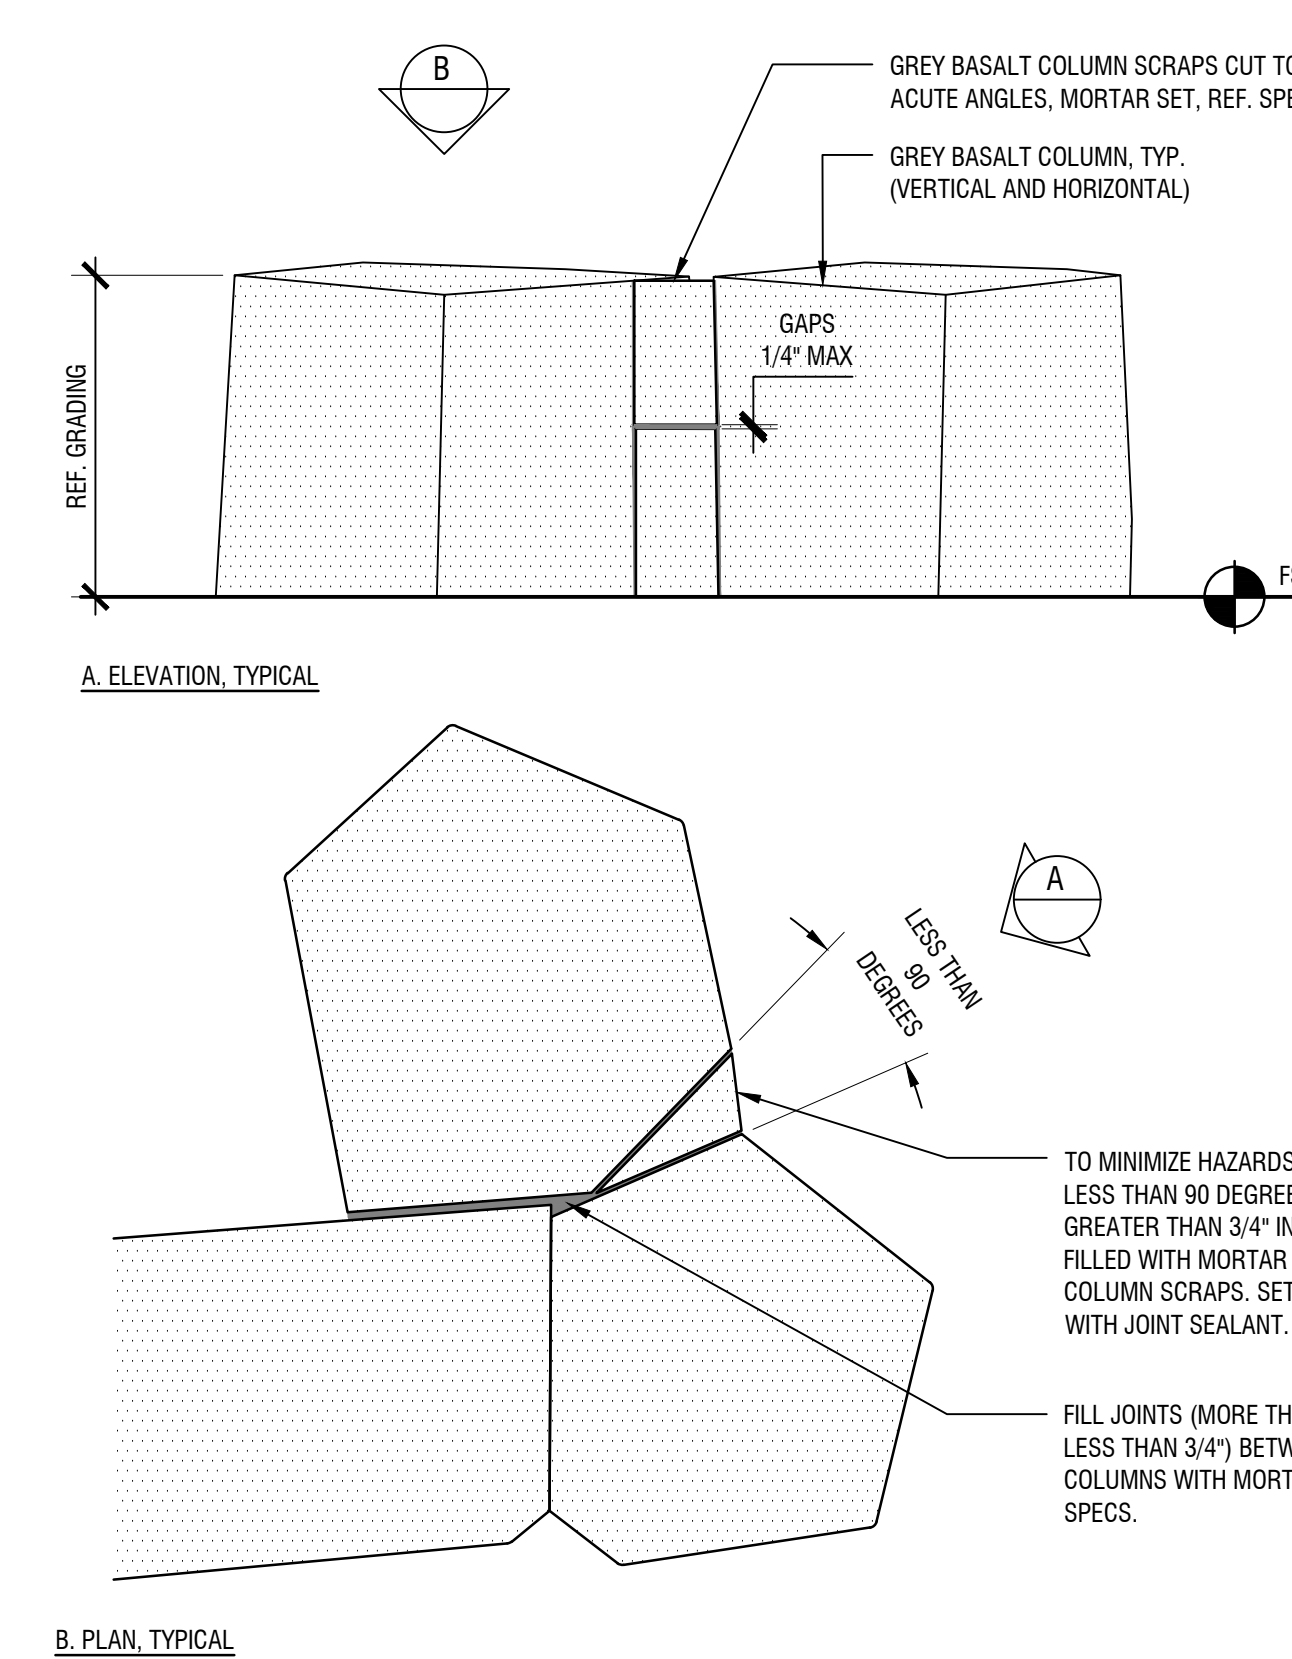 B
GREY BASALT COLUMN SCRAPS CUT TO
ACUTE ANGLES, MORTAR SET, REF.
GREY BASALT COLUMN, TYP.
(VERTICAL AND HORIZONTAL)
GAPS
1/4" MAX
REF. GRADING
A. ELEVATION, TYPICAL
A
LESS THAN
90
DEGREES
TO MINIMIZE HAZARDS
LESS THAN 90
GREATER THAN 3/4" IN
FILLED WITH MORTAR
COLUMN SCRAPS. SET
WITH JOINT SEALANT.
FILL JOINTS (MORE
LESS THAN 3/4")
COLUMNS WITH
SPECS.
B. PLAN, TYPICAL